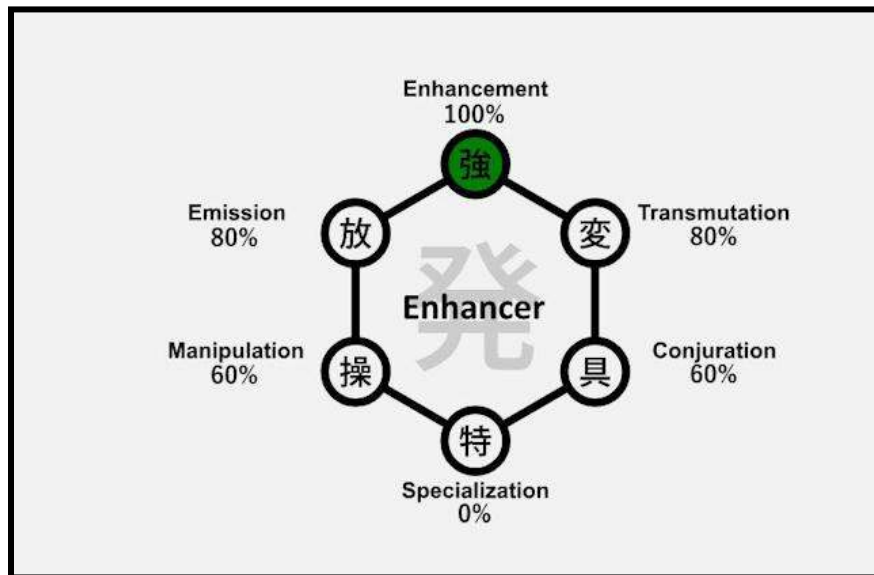 Enhancement
100%
強
Emission
80%
放
変
Transmutation
80%
発
Enhancer
Manipulation
60%
操
具
Conjuration
60%
特
Specialization
0%